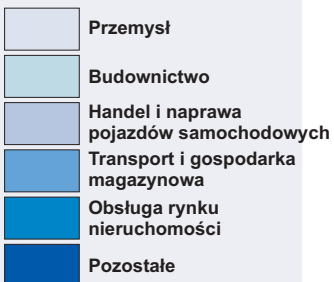 Przemysł
Budownictwo
Handel i naprawa
pojazdów samochodowych
Transport i gospodarka
magazynowa
Obsługa rynku
nieruchomości
Pozostałe